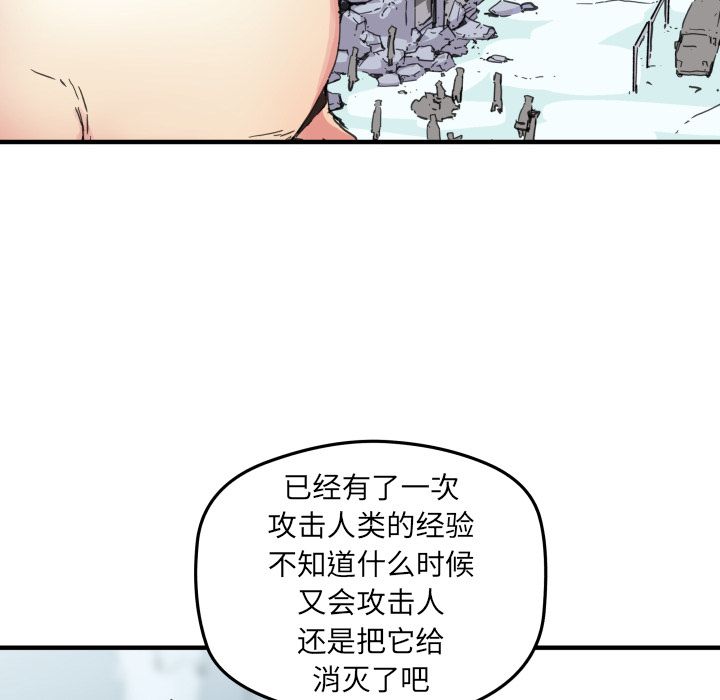 已经有了一次
攻击人类的经验
不知道什么时候
又会攻击人
还是把它给
消灭了吧